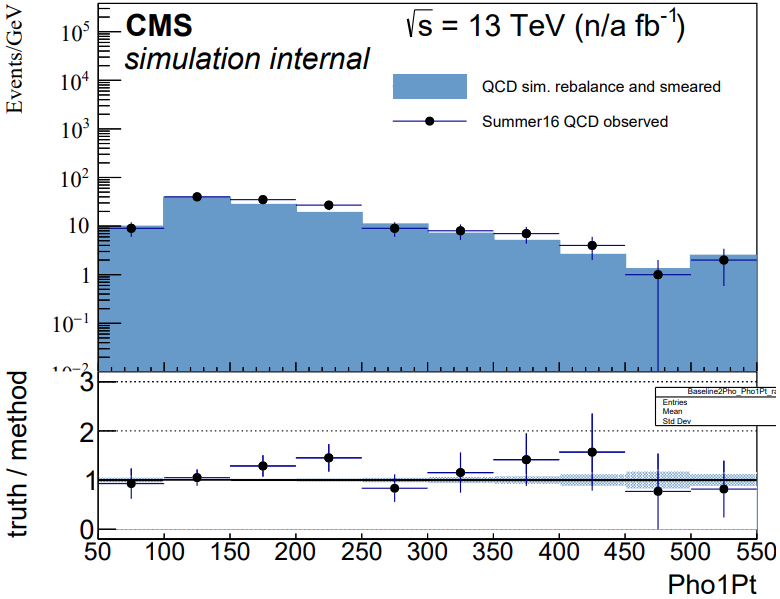 CMS
simulation internal
√s = 13 TeV (n/a fb⁻¹)
QCD sim. rebalance and smeared
Summer16 QCD observed
Events/GeV
10⁵
10⁴
10³
10²
10
1
10⁻¹
10⁻²
truth / method
3
2
1
0
Baseline2Pho_Pho1Pt_ra
Entries
Mean
Std Dev
50 100 150 200 250 300 350 400 450 500 550
Pho1Pt